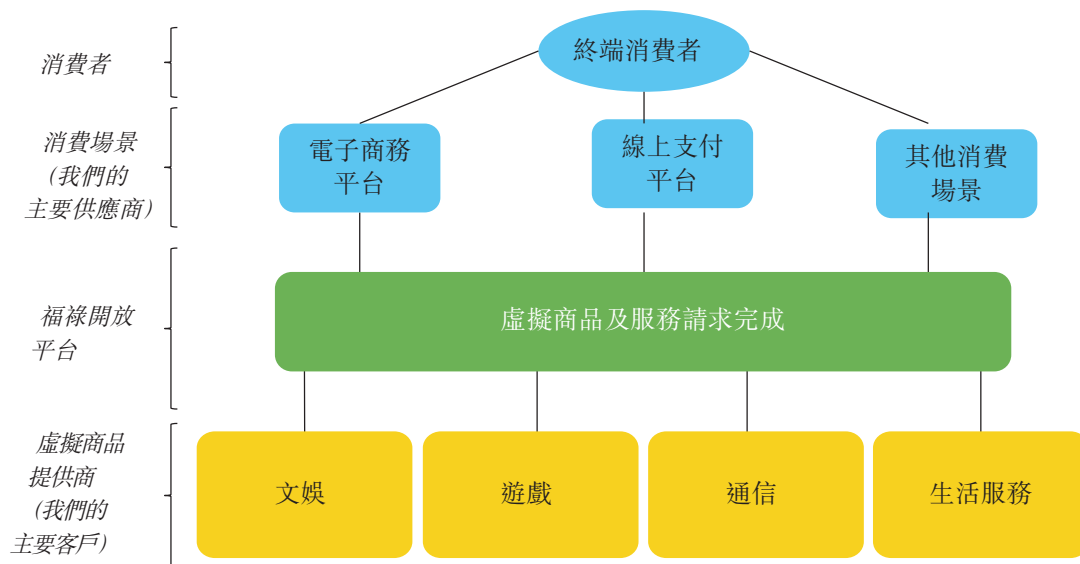 消費者
終端消費者
消費場景
(我們的
主要供應商)
電子商務
平台
線上支付
平台
其他消費
場景
福祿開放
平台
虛擬商品及服務請求完成
虛擬商品
提供商
(我們的
主要客戶)
文娛
遊戲
通信
生活服務